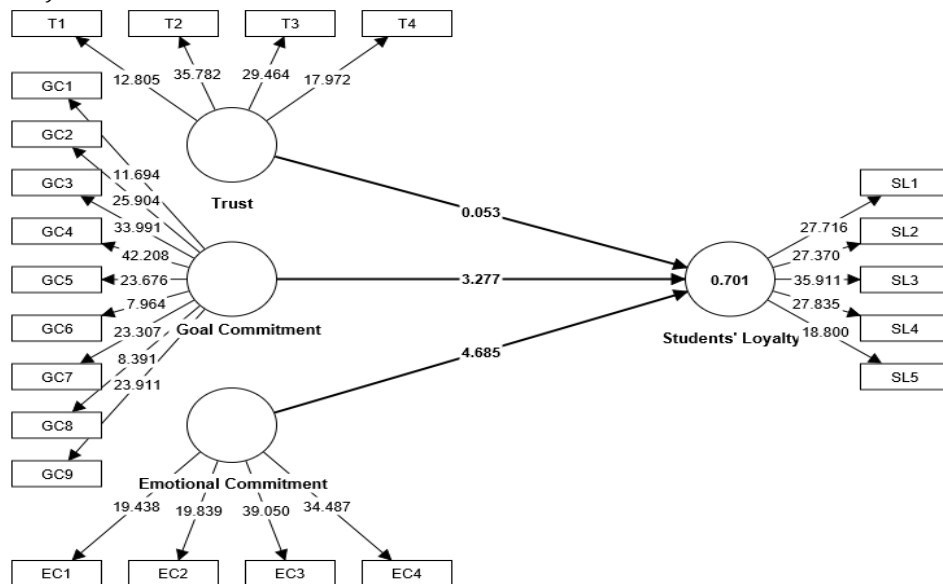 T1
T2
T3
T4
12.805
35.782
29.464
17.972
GC1
GC2
GC3
GC4
GC5
GC6
GC7
GC8
GC9
11.694
25.904
33.991
42.208
23.676
7.964
23.307
8.391
23.911
Trust
Goal Commitment
Emotional Commitment
0.053
3.277
4.685
0.701
Students' Loyalty
27.716
27.370
35.911
27.835
18.800
SL1
SL2
SL3
SL4
SL5
19.438
19.839
39.050
34.487
EC1
EC2
EC3
EC4